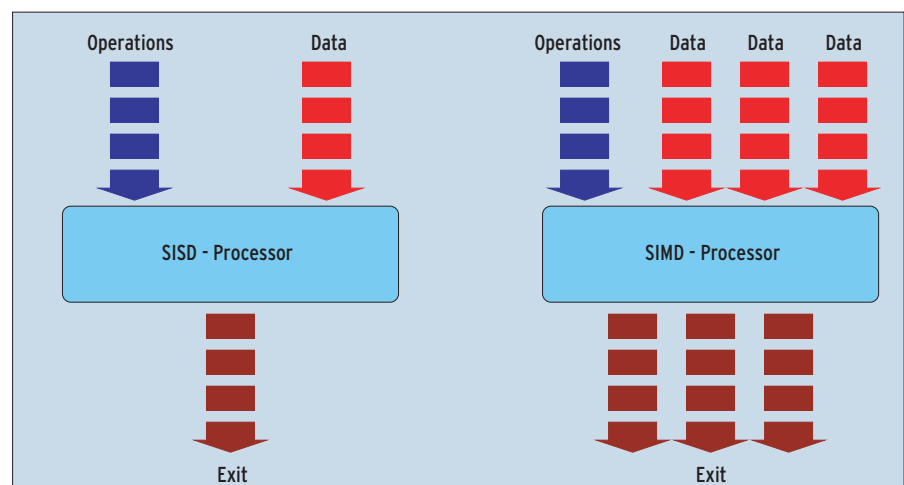 Operations Data Operations Data Data Data
SISD - Processor SIMD - Processor
Exit Exit